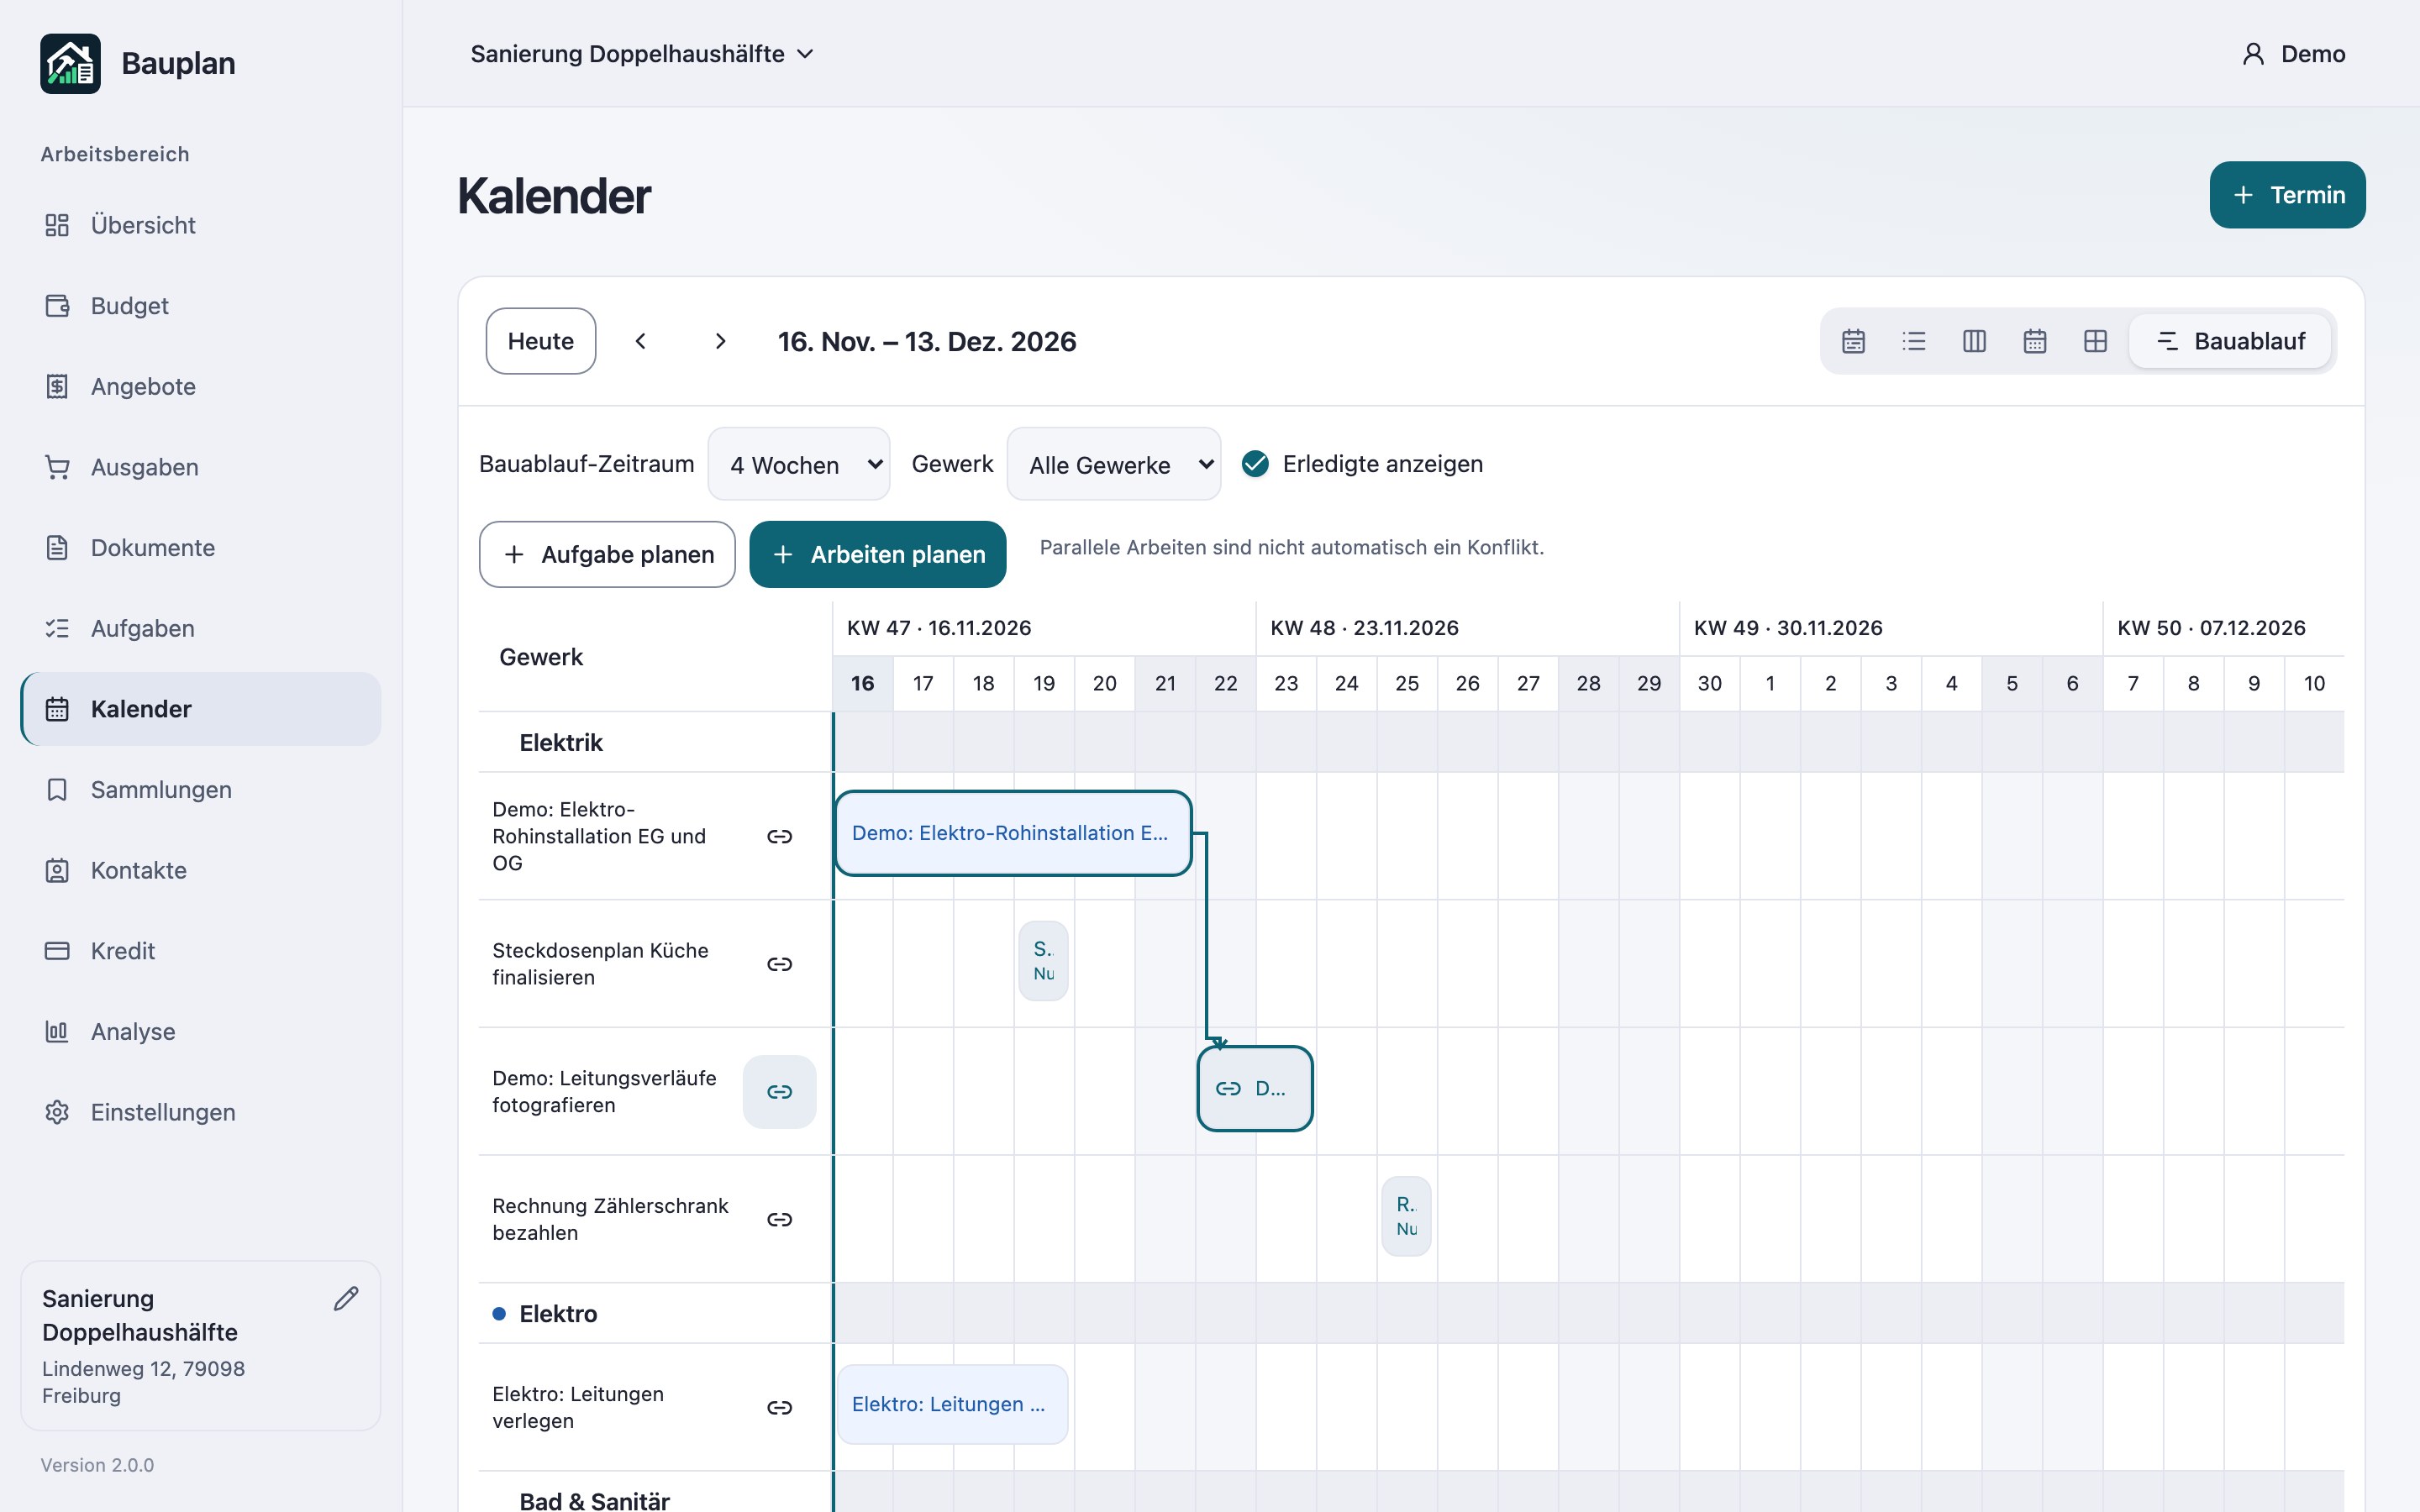 Bauplan
Sanierung Doppelhaushälfte
Demo
Arbeitsbereich
Übersicht
Budget
Angebote
Ausgaben
Dokumente
Aufgaben
Kalender
Sammlungen
Kontakte
Kredit
Analyse
Einstellungen
Sanierung
Doppelhaushälfte
Lindenweg 12, 79098
Freiburg
Version 2.0.0
Kalender
Termin
Heute
16. Nov. – 13. Dez. 2026
Bauablauf
Bauablauf-Zeitraum 4 Wochen Gewerk Alle Gewerke Erledigte anzeigen
Aufgabe planen Arbeiten planen Parallele Arbeiten sind nicht automatisch ein Konflikt.
Gewerk
KW 47 · 16.11.2026 KW 48 · 23.11.2026 KW 49 · 30.11.2026 KW 50 · 07.12.2026
16 17 18 19 20 21 22 23 24 25 26 27 28 29 30 1 2 3 4 5 6 7 8 9 10
Elektrik
Demo: Elektro-
Rohinstallation EG und
OG
Demo: Elektro-Rohinstallation E...
Steckdosenplan Küche
finalisieren
S..
Nu
Demo: Leitungsverläufe
fotografieren
D...
Rechnung Zählerschrank
bezahlen
R..
Nu
Elektro
Elektro: Leitungen
verlegen
Elektro: Leitungen ...
Bad & Sanitär